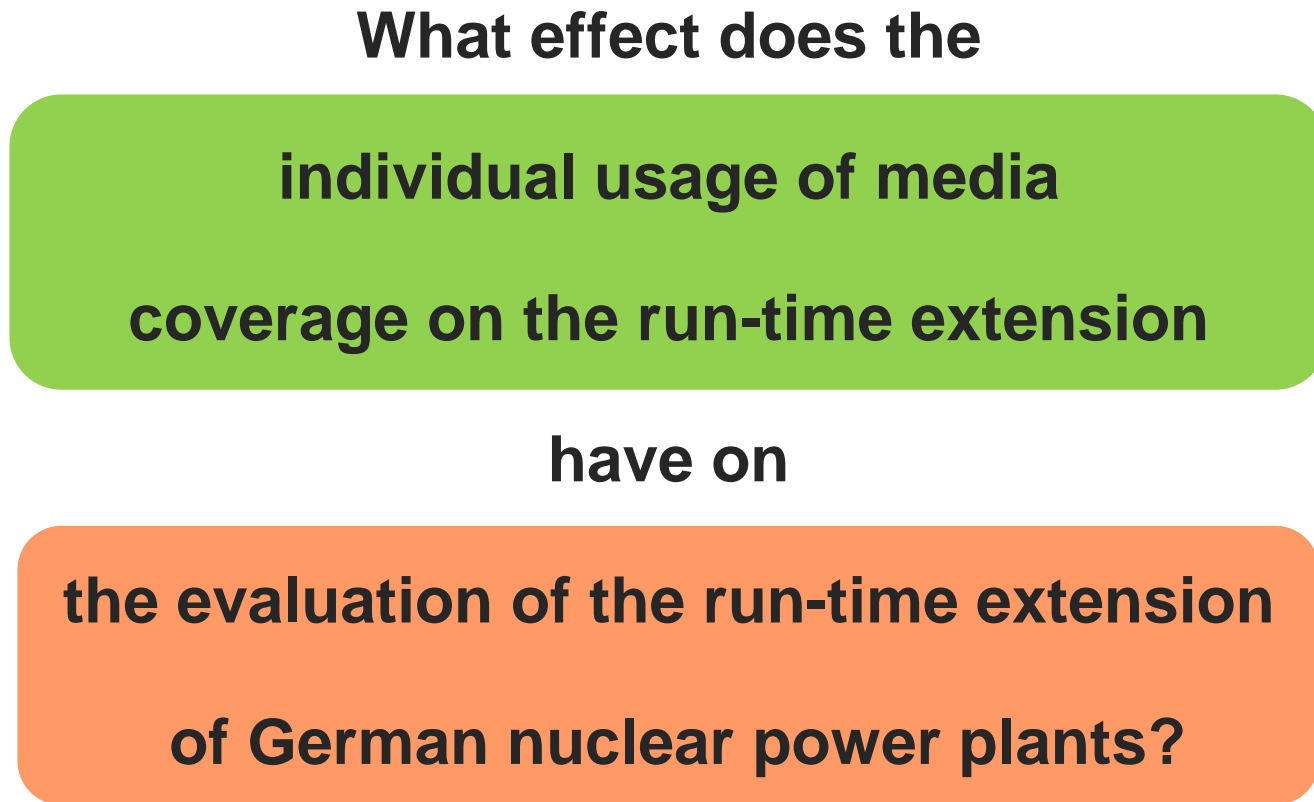 What effect does the
individual usage of media
coverage on the run-time extension
have on
the evaluation of the run-time extension
of German nuclear power plants?